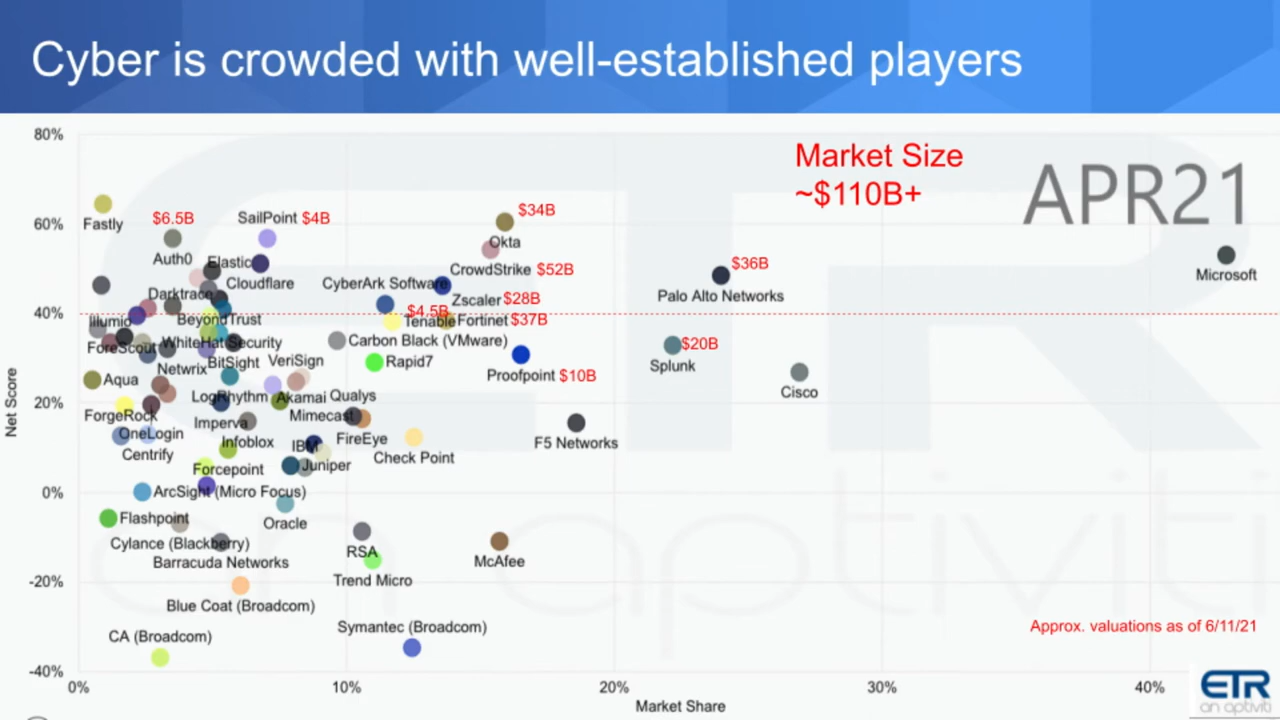 Cyber is crowded with well-established players
80%
Market Size
~$110B+
APR21
60%
Fastly
$6.5B
SailPoint $4B
$34B
Auth0
Elastic
Okta
Cloudflare
CrowdStrike $52B
$36B
Microsoft
Darktrace
CyberArk Software
Zscaler $28B
Palo Alto Networks
40%
Illumio
BeyondTrust
$4.5B
Tenable
Fortinet $37B
ForeScout
WhiteHat Security
Carbon Black (VMware)
$20B
Netrix
BitSight
VeriSign
Rapid7
Splunk
Aqua
Proofpoint $10B
Cisco
Net Score
20%
LogRhythm
Akamai
Qualys
ForgeRock
Imperva
Mimecast
OneLogin
Infoblox
IBM
FireEye
F5 Networks
Centrify
Forcepoint
Juniper
Check Point
0%
ArcSight (Micro Focus)
Flashpoint
Oracle
Cylance (Blackberry)
RSA
Barracuda Networks
McAfee
-20%
Trend Micro
Blue Coat (Broadcom)
CA (Broadcom)
Symantec (Broadcom)
Approx. valuations as of 6/11/21
-40%
0%
10%
20%
30%
40%
Market Share
ETR
an aptiviti